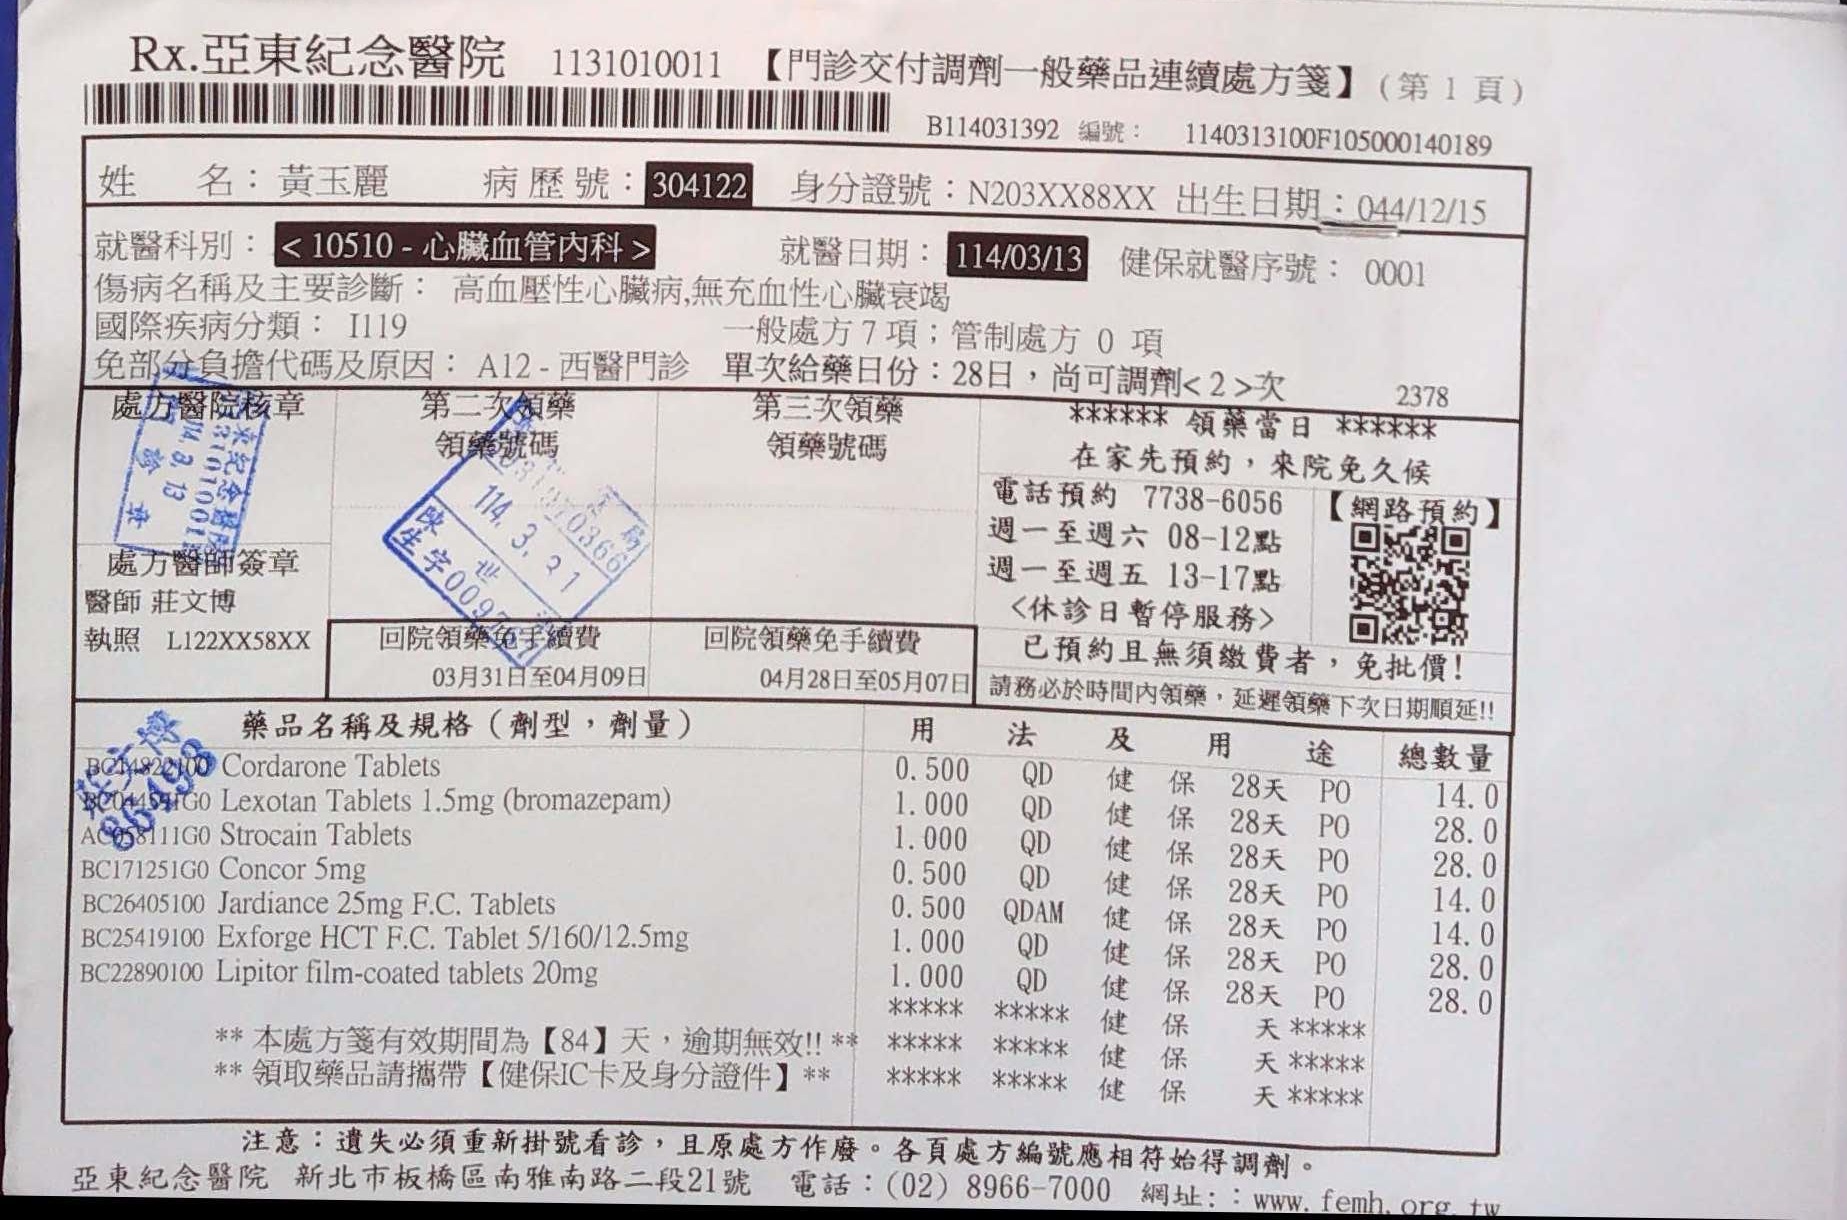 Rx.亞東紀念醫院 1131010011 【門診交付調劑一般藥品連續處方箋】(第 1 頁)
B114031392 編號: 1140313100F105000140189
姓 名:黃玉麗 病歷號:304122 身分證號:N203XX88XX 出生日期:044/12/15
就醫科別:<10510 - 心臟血管內科> 就醫日期:114/03/13 健保就醫序號: 0001
傷病名稱及主要診斷: 高血壓性心臟病,無充血性心臟衰竭
國際疾病分類: I119 一般處方 7 項;管制處方 0 項
免部分負擔代碼及原因: A12 - 西醫門診 單次給藥日份:28日,尚可調劑<2>次 2378
處方醫院核章
114. 3. 13
處方醫師簽章
醫師 莊文博
執照 L122XX58XX
第二次領藥
領藥號碼
114. 3. 21
回院領藥免手續費
03月31日至04月09日
第三次領藥
領藥號碼
回院領藥免手續費
04月28日至05月07日
****** 領藥當日 ******
在家先預約,來院免久候
電話預約 7738-6056
週一至週六 08-12點
週一至週五 13-17點
<休診日暫停服務>
【網路預約】
已預約且無須繳費者,免批價!
請務必於時間內領藥,延遲領藥下次日期順延!!
藥品名稱及規格(劑型,劑量) 用 法 及 用 途 總數量
Cordarone Tablets 0.500 QD 健 保 28天 PO 14.0
Lexotan Tablets 1.5mg (bromazepam) 1.000 QD 健 保 28天 PO 28.0
Strocain Tablets 1.000 QD 健 保 28天 PO 28.0
BC171251G0 Concor 5mg 0.500 QD 健 保 28天 PO 14.0
BC26405100 Jardiance 25mg F.C. Tablets 0.500 QDAM 健 保 28天 PO 14.0
BC25419100 Exforge HCT F.C. Tablet 5/160/12.5mg 1.000 QD 健 保 28天 PO 28.0
BC22890100 Lipitor film-coated tablets 20mg 1.000 QD 健 保 28天 PO 28.0
***** ***** 健 保 天 *****
** 本處方箋有效期間為【84】天,逾期無效!! ** ***** ***** 健 保 天 *****
** 領取藥品請攜帶【健保IC卡及身分證件】** ***** ***** 健 保 天 *****
注意:遺失必須重新掛號看診,且原處方作廢。各頁處方編號應相符始得調劑。
亞東紀念醫院 新北市板橋區南雅南路二段21號 電話:(02) 8966-7000 網址::www.femh.org.tw